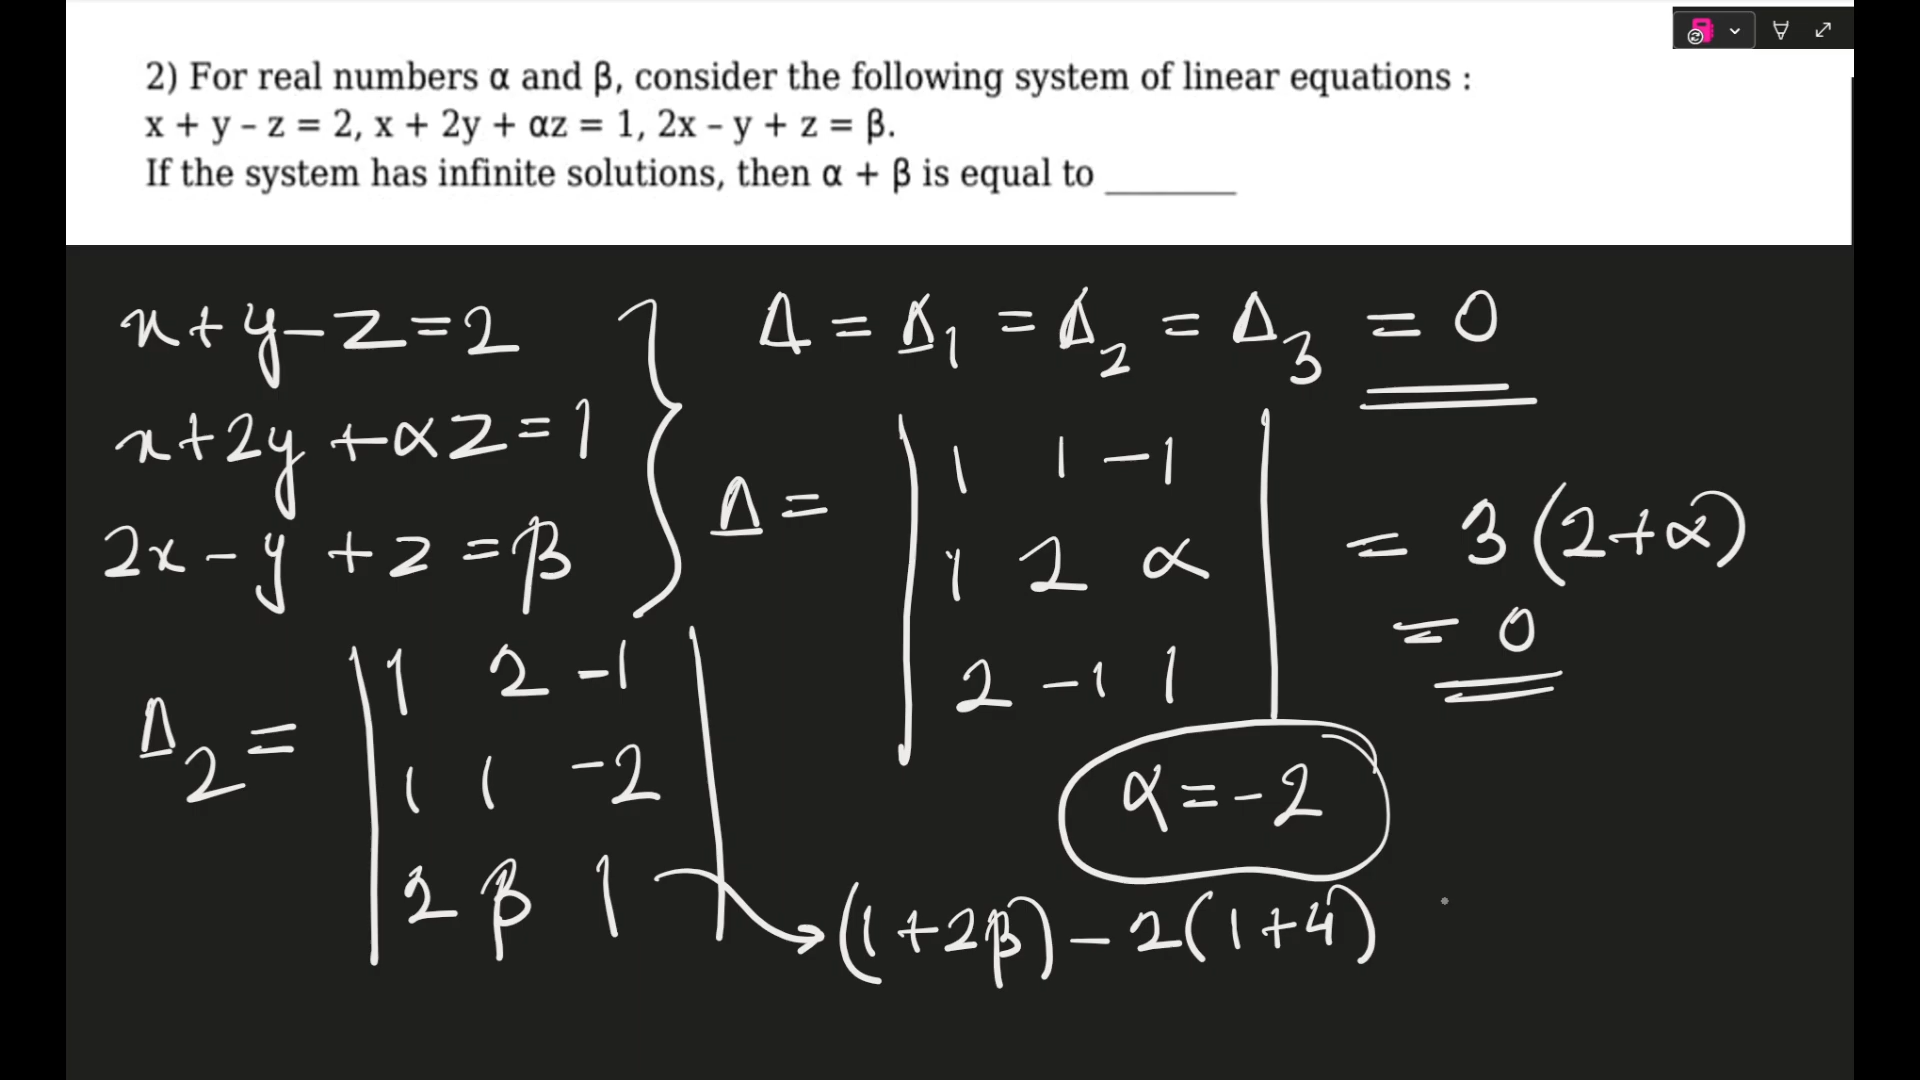 2) For real numbers α and β, consider the following system of linear equations :
x + y – z = 2, x + 2y + αz = 1, 2x – y + z = β.
If the system has infinite solutions, then α + β is equal to ________
x+y-z=2
x+2y+αz=1
2x-y+z=β
Δ = Δ₁ = Δ₂ = Δ₃ = 0
Δ =
1 1 -1
1 2 α
2 -1 1
= 3(2+α)
= 0
α=-2
Δ₂ =
1 2 -1
1 1 -2
2 β 1
(1+2β)-2(1+4)